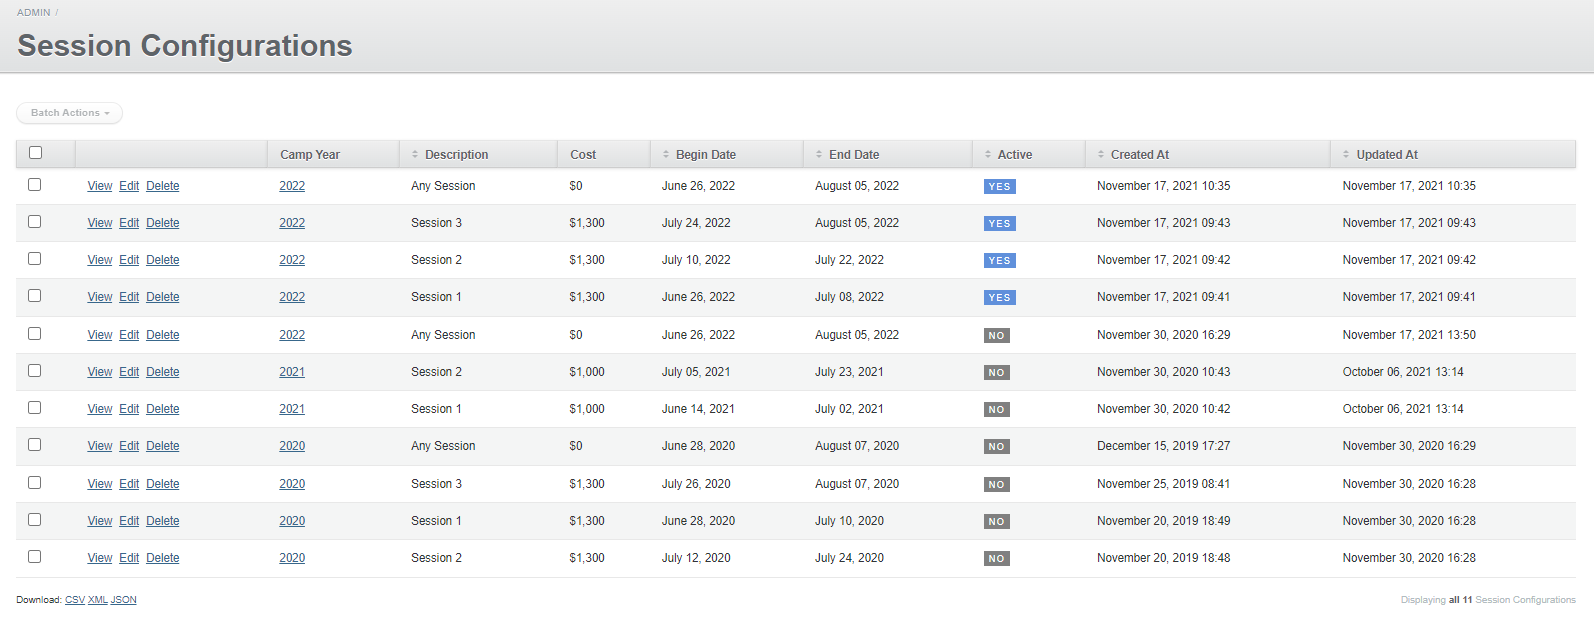 ADMIN /
Session Configurations
Batch Actions
Camp Year Description Cost Begin Date End Date Active Created At Updated At
View Edit Delete 2022 Any Session $0 June 26, 2022 August 05, 2022 YES November 17, 2021 10:35 November 17, 2021 10:35
View Edit Delete 2022 Session 3 $1,300 July 24, 2022 August 05, 2022 YES November 17, 2021 09:43 November 17, 2021 09:43
View Edit Delete 2022 Session 2 $1,300 July 10, 2022 July 22, 2022 YES November 17, 2021 09:42 November 17, 2021 09:42
View Edit Delete 2022 Session 1 $1,300 June 26, 2022 July 08, 2022 YES November 17, 2021 09:41 November 17, 2021 09:41
View Edit Delete 2022 Any Session $0 June 26, 2022 August 05, 2022 NO November 30, 2020 16:29 November 17, 2021 13:50
View Edit Delete 2021 Session 2 $1,000 July 05, 2021 July 23, 2021 NO November 30, 2020 10:43 October 06, 2021 13:14
View Edit Delete 2021 Session 1 $1,000 June 14, 2021 July 02, 2021 NO November 30, 2020 10:42 October 06, 2021 13:14
View Edit Delete 2020 Any Session $0 June 28, 2020 August 07, 2020 NO December 15, 2019 17:27 November 30, 2020 16:29
View Edit Delete 2020 Session 3 $1,300 July 26, 2020 August 07, 2020 NO November 25, 2019 08:41 November 30, 2020 16:28
View Edit Delete 2020 Session 1 $1,300 June 28, 2020 July 10, 2020 NO November 20, 2019 18:49 November 30, 2020 16:28
View Edit Delete 2020 Session 2 $1,300 July 12, 2020 July 24, 2020 NO November 20, 2019 18:48 November 30, 2020 16:28
Download: CSV XML JSON Displaying all 11 Session Configurations